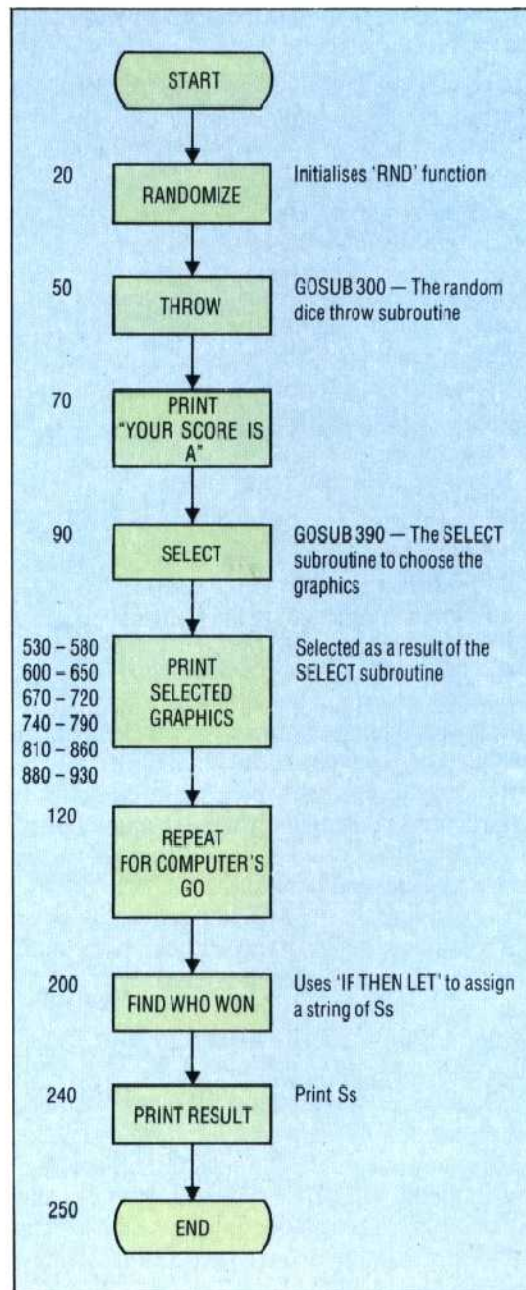 START
20
RANDOMIZE
Initialises 'RND' function
50
THROW
GOSUB 300 — The random
dice throw subroutine
70
PRINT
"YOUR SCORE IS
A"
90
SELECT
GOSUB 390 — The SELECT
subroutine to choose the
graphics
530 – 580
600 – 650
670 – 720
740 – 790
810 – 860
880 – 930
PRINT
SELECTED
GRAPHICS
Selected as a result of the
SELECT subroutine
120
REPEAT
FOR COMPUTER'S
GO
200
FIND WHO WON
Uses 'IF THEN LET' to assign
a string of Ss
240
PRINT RESULT
Print Ss
250
END